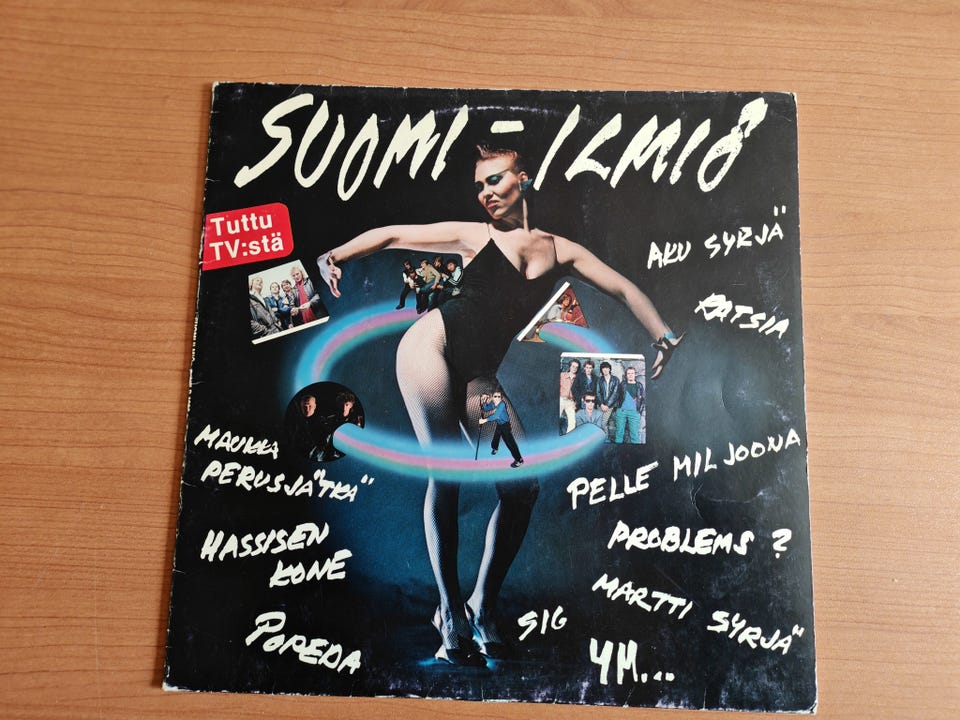 SUOMI-ILMIÖ
Tuttu
TV:stä
AKU SYRJÄ
RATSIA
MAUKKA
PERUSJÄTKÄ
PELLE MILJOONA
HASSISEN
KONE
PROBLEMS ?
MARTTI SYRJÄ
POPEDA
SIG
YM...